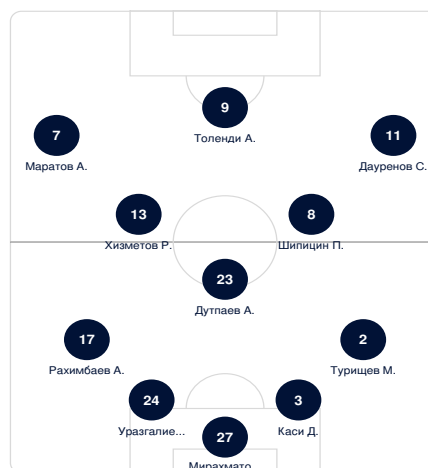 9
Толенди А.
7
Маратов А.
11
Дауренов С.
13
Хизметов Р.
8
Шипицин П.
23
Дутпаев А.
17
Рахимбаев А.
2
Турищев М.
24
Уразгалие...
3
Каси Д.
27
Мирахмато